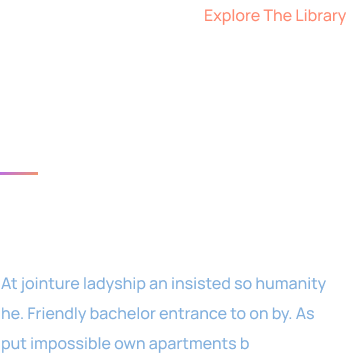 Explore The Library
At jointure ladyship an insisted so humanity
he. Friendly bachelor entrance to on by. As
put impossible own apartments b